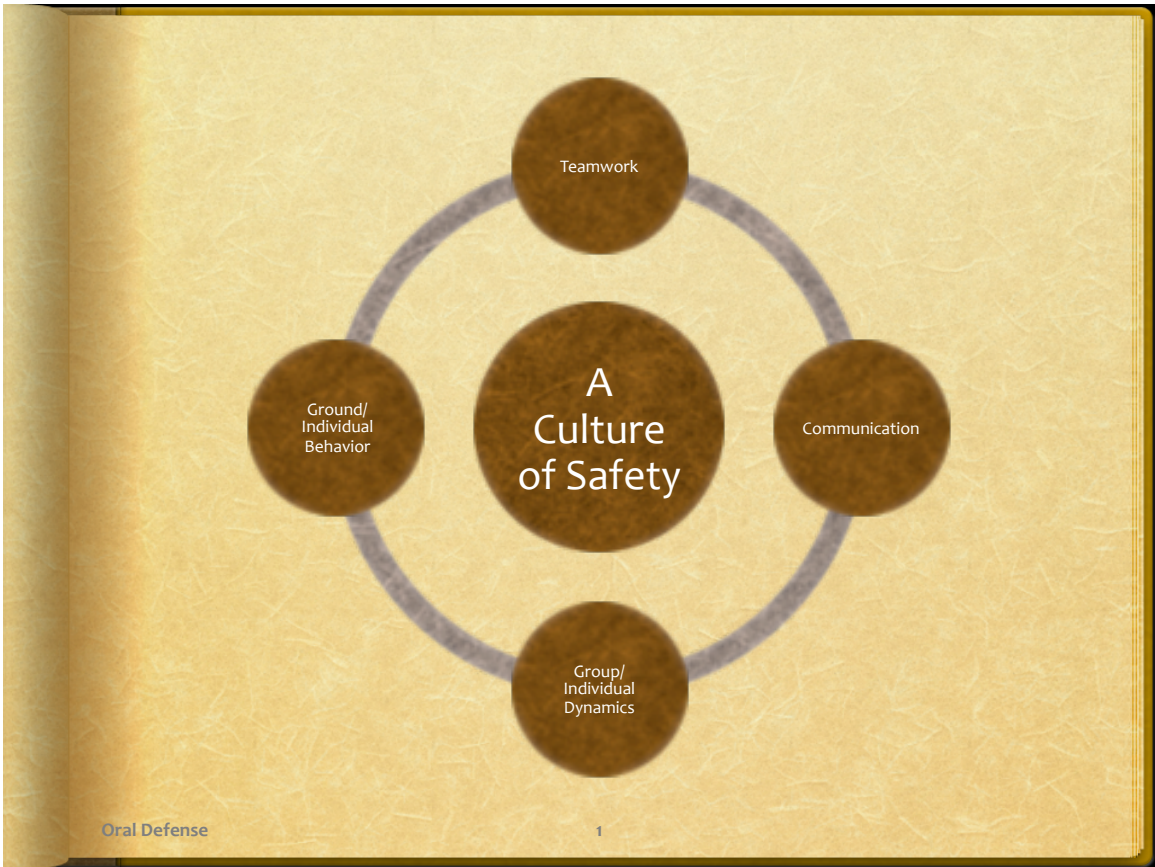 Teamwork
A
Culture
of Safety
Ground/
Individual
Behavior
Communication
Group/
Individual
Dynamics
Oral Defense
1